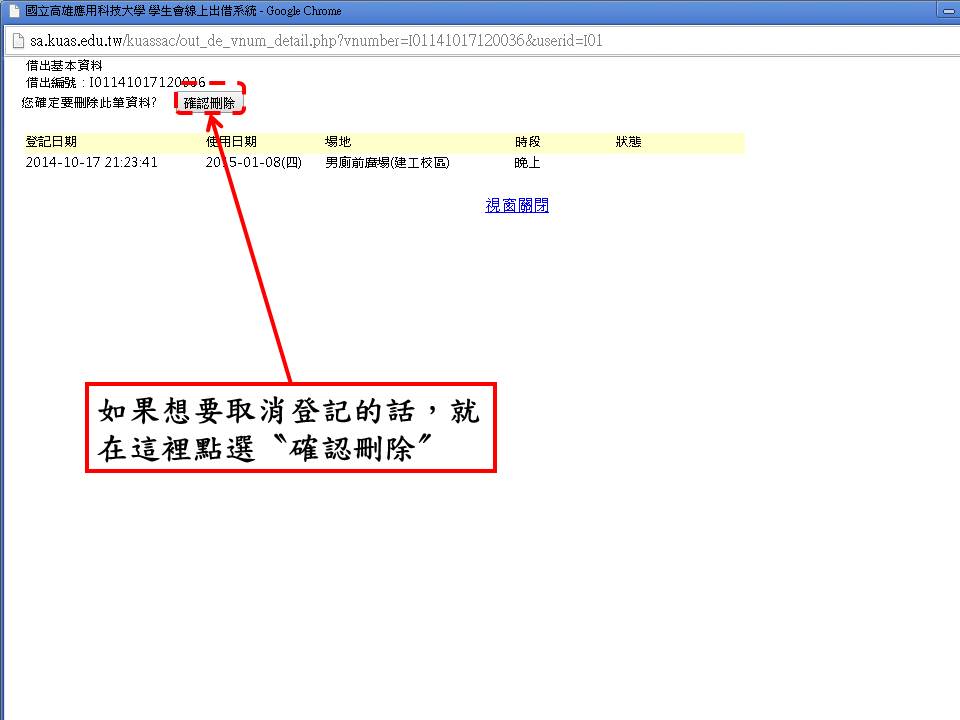 國立高雄應用科技大學 學生會線上出借系統 - Google Chrome
sa.kuas.edu.tw/kuassac/out_de_vnum_detail.php?vnumber=I01141017120036&userid=I01
借出基本資料
借出編號：I01141017120036
您確定要刪除此筆資料? 確認刪除
登記日期 使用日期 場地 時段 狀態
2014-10-17 21:23:41 2015-01-08(四) 男廁前廣場(建工校區) 晚上
視窗關閉
如果想要取消登記的話，就
在這裡點選〝確認刪除〞